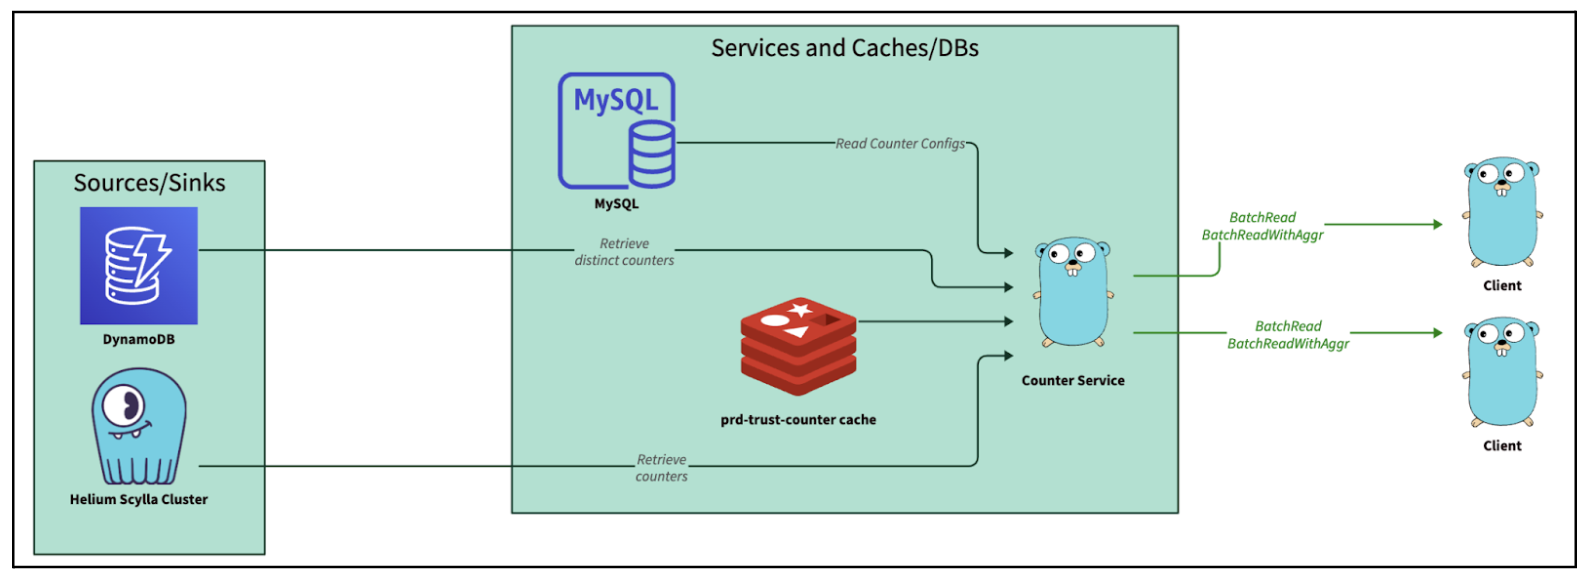 Services and Caches/DBs
MySQL
MySQL
Read Counter Configs
Sources/Sinks
DynamoDB
Retrieve
distinct counters
prd-trust-counter cache
Helium Scylla Cluster
Retrieve
counters
Counter Service
BatchRead
BatchReadWithAggr
Client
BatchRead
BatchReadWithAggr
Client